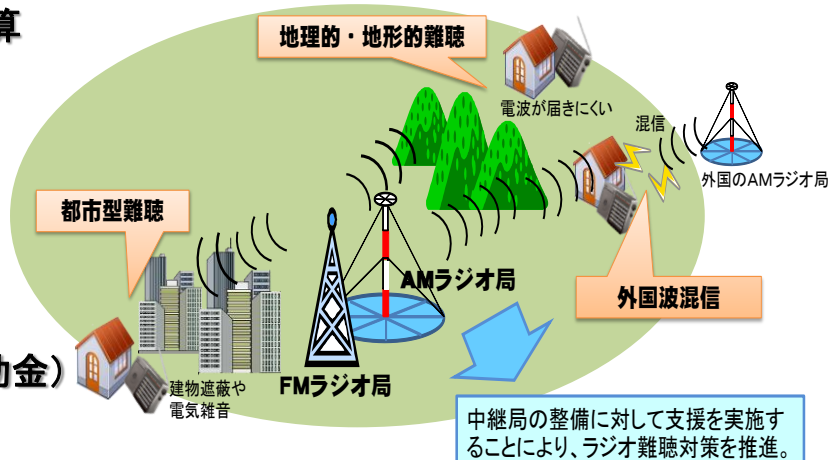 算
地理的・地形的難聴
電波が届きにくい
混信
外国のAMラジオ局
都市型難聴
AMラジオ局
外国波混信
助金）
建物遮蔽や
電気雑音
FMラジオ局
中継局の整備に対して支援を実施す
ることにより、ラジオ難聴対策を推進。